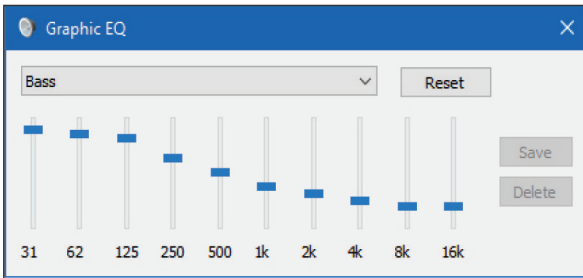 Graphic EQ
Bass
Reset
Save
Delete
31 62 125 250 500 1k 2k 4k 8k 16k